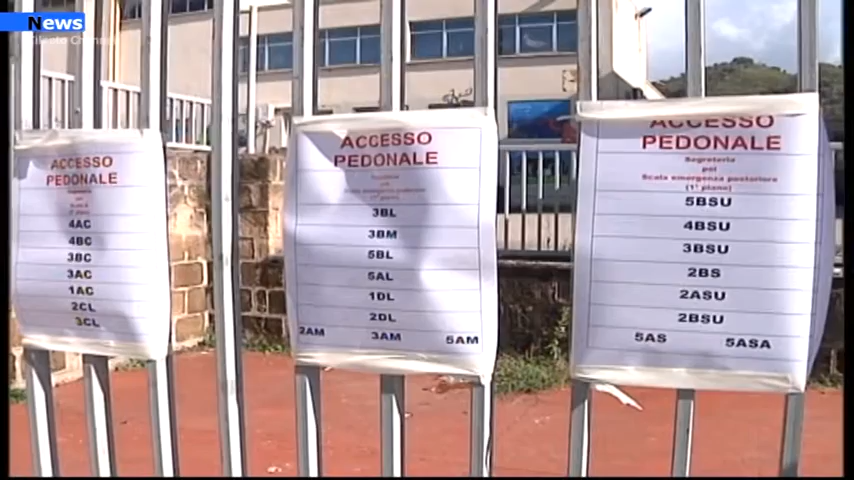 News
ACCESSO
PEDONALE
4AC
4BC
3BC
3AC
1AC
2CL
3CL
ACCESSO
PEDONALE
3BL
3BM
5BL
5AL
1DL
2DL
2AM 3AM 5AM
ACCESSO
PEDONALE
Segreteria
poi
Scala emergenza posteriore
(1° piano)
5BSU
4BSU
3BSU
2BS
2ASU
2BSU
5AS 5ASA